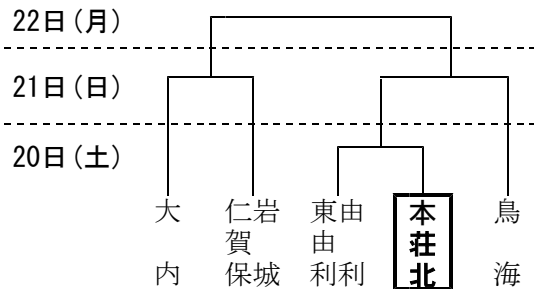 22日(月)
21日(日)
20日(土)
大内
仁賀保
岩城
東由利
由利
本荘北
鳥海